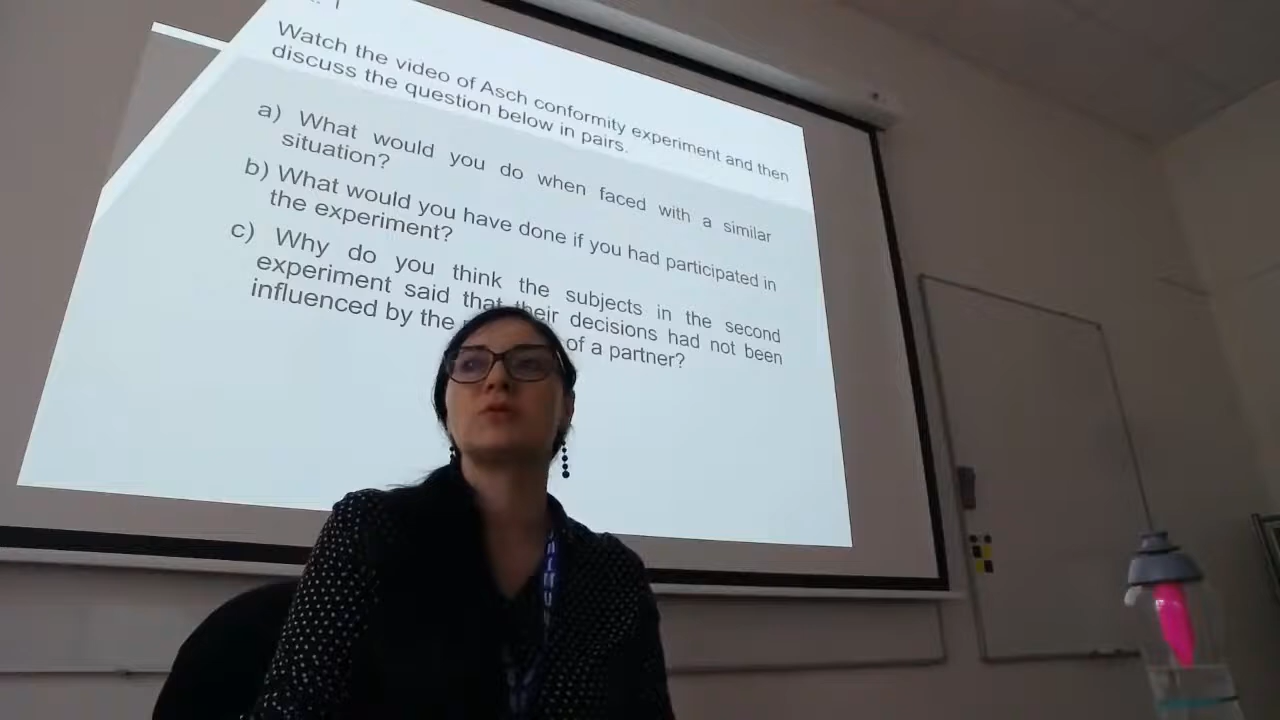 Watch the video of Asch conformity experiment and then
discuss the question below in pairs.
a) What would you do when faced with a similar
situation?
b) What would you have done if you had participated in
the experiment?
c) Why do you think the subjects in the second
experiment said that their decisions had not been
influenced by the
of a partner?